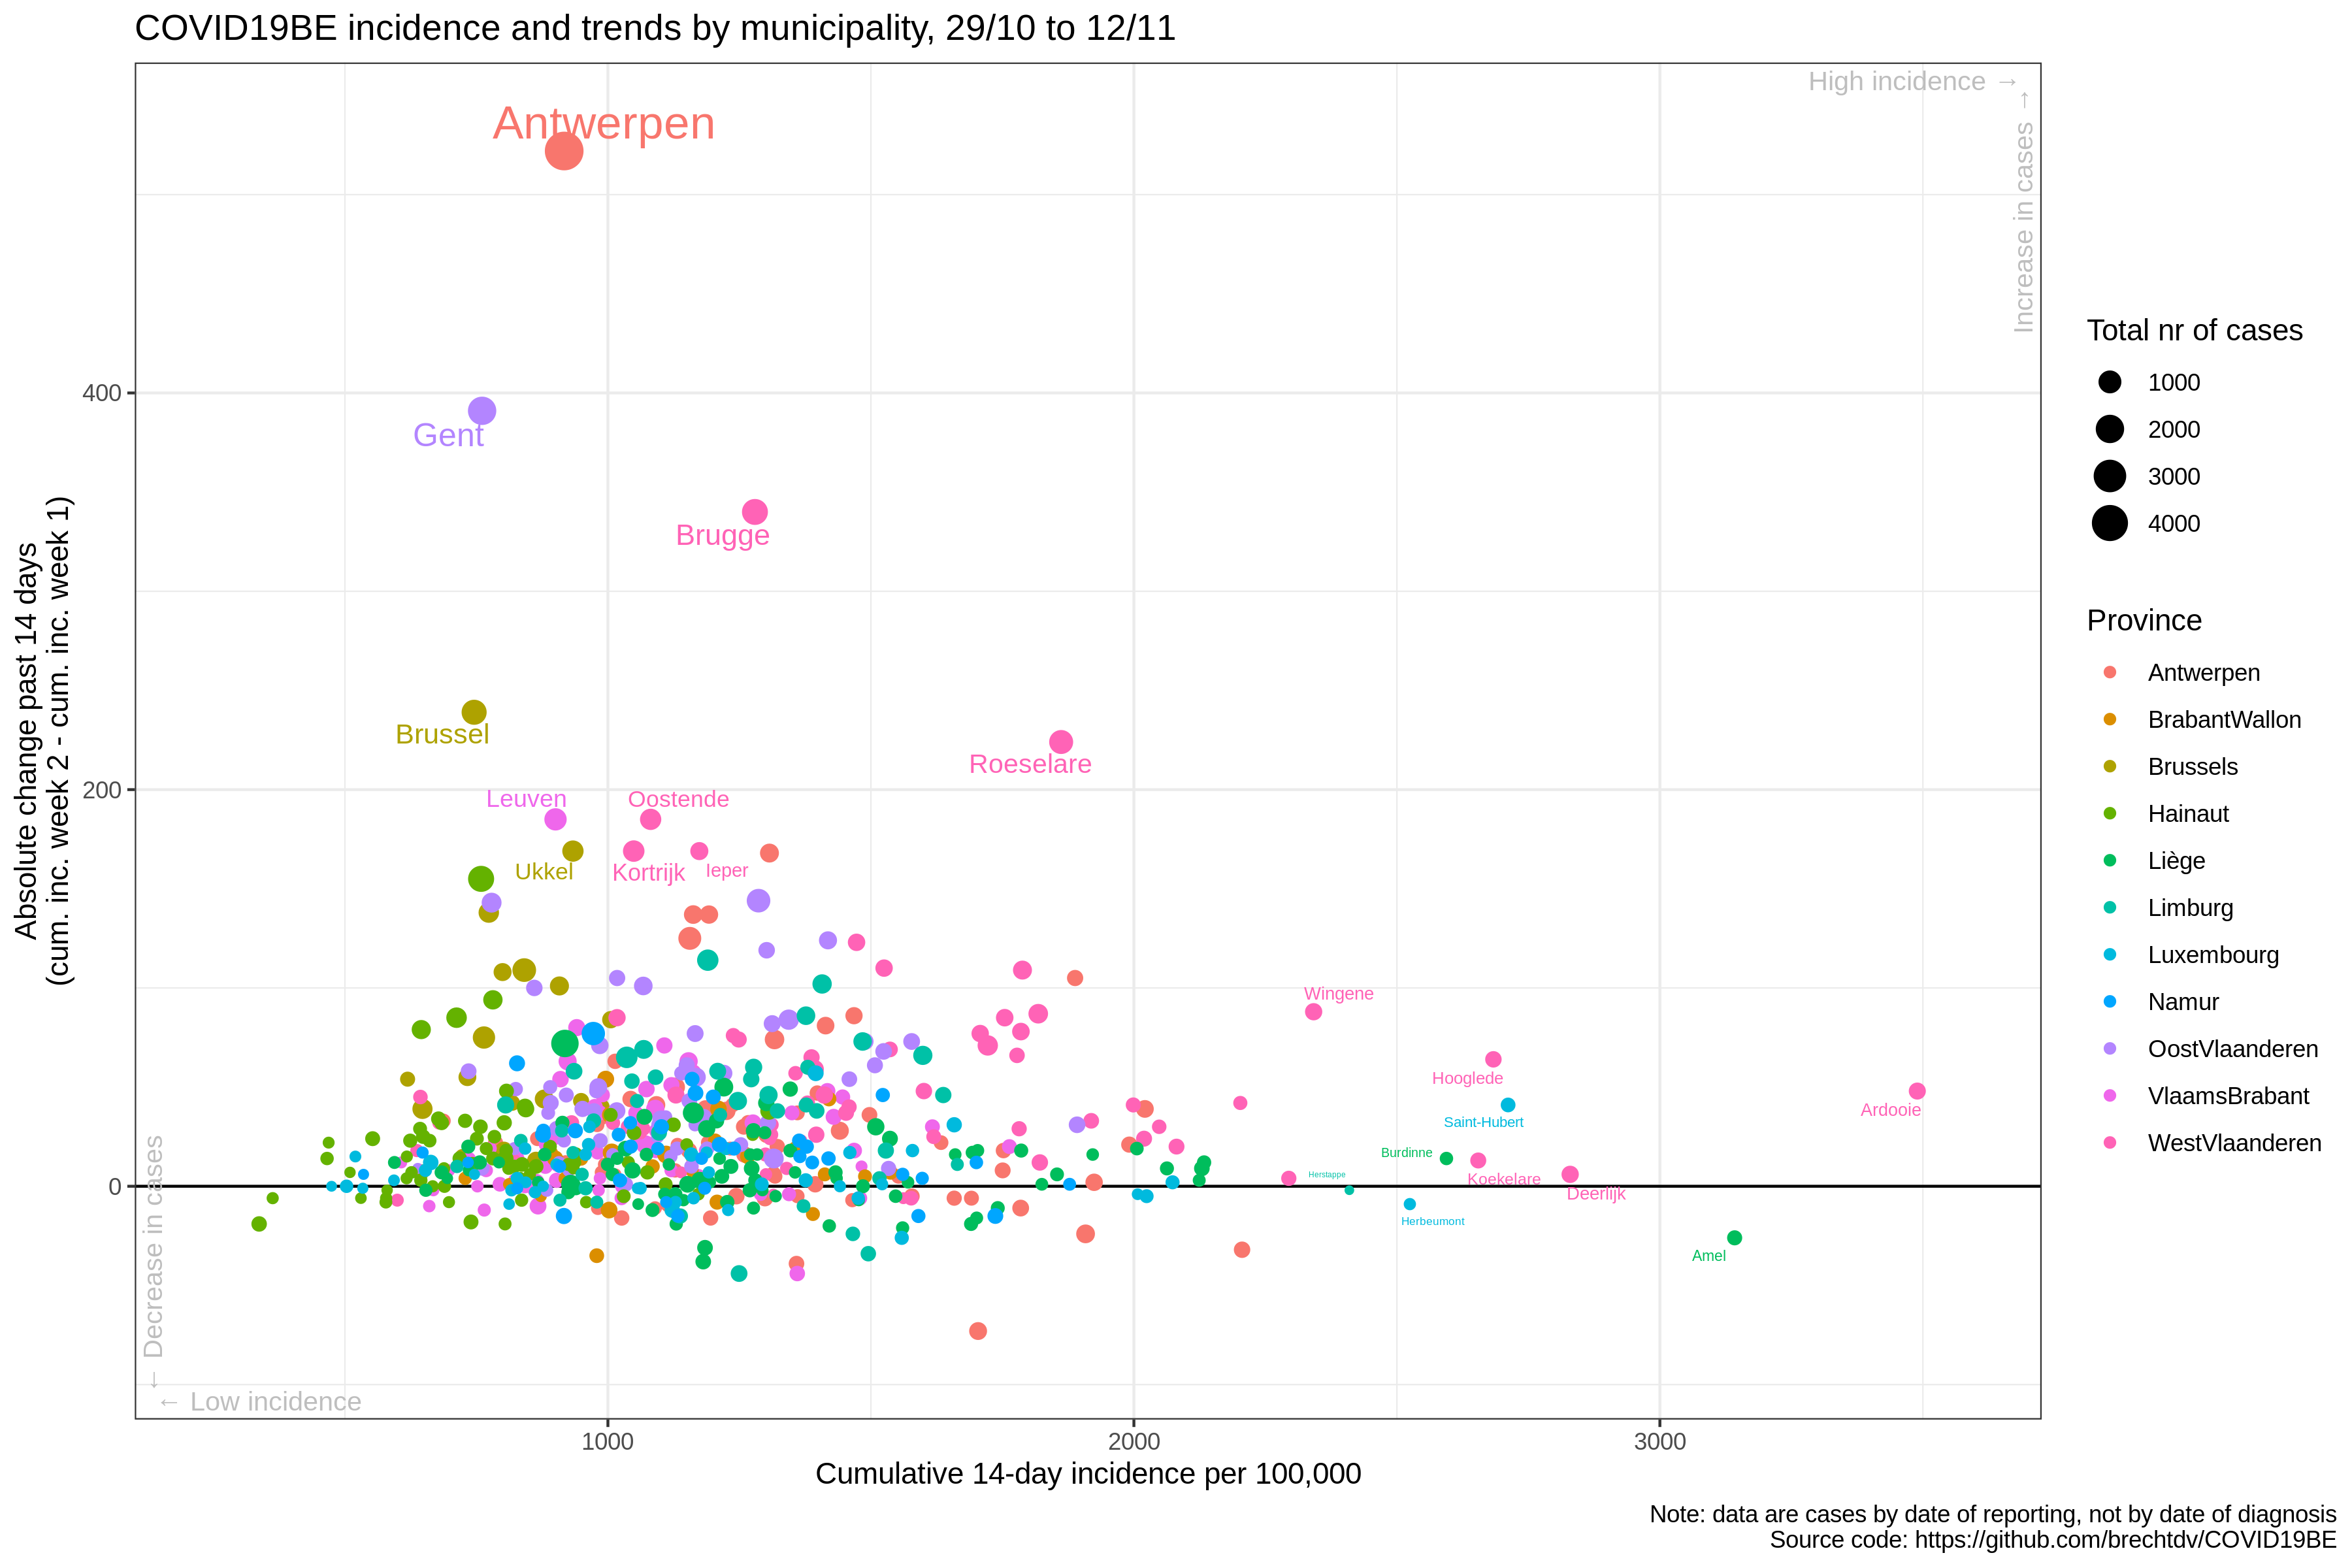 COVID19BE incidence and trends by municipality, 29/10 to 12/11
High incidence →
Increase in cases →
Antwerpen
Gent
Brugge
Brussel
Roeselare
Leuven
Oostende
Ukkel
Kortrijk
Ieper
Wingene
Hooglede
Ardooie
Saint-Hubert
Burdinne
Herstappe
Koekelare
Deerlijk
Herbeumont
Amel
← Decrease in cases
← Low incidence
400
200
0
1000
2000
3000
Absolute change past 14 days
(cum. inc. week 2 - cum. inc. week 1)
Cumulative 14-day incidence per 100,000
Total nr of cases
1000
2000
3000
4000
Province
Antwerpen
BrabantWallon
Brussels
Hainaut
Liège
Limburg
Luxembourg
Namur
OostVlaanderen
VlaamsBrabant
WestVlaanderen
Note: data are cases by date of reporting, not by date of diagnosis
Source code: https://github.com/brechtdv/COVID19BE